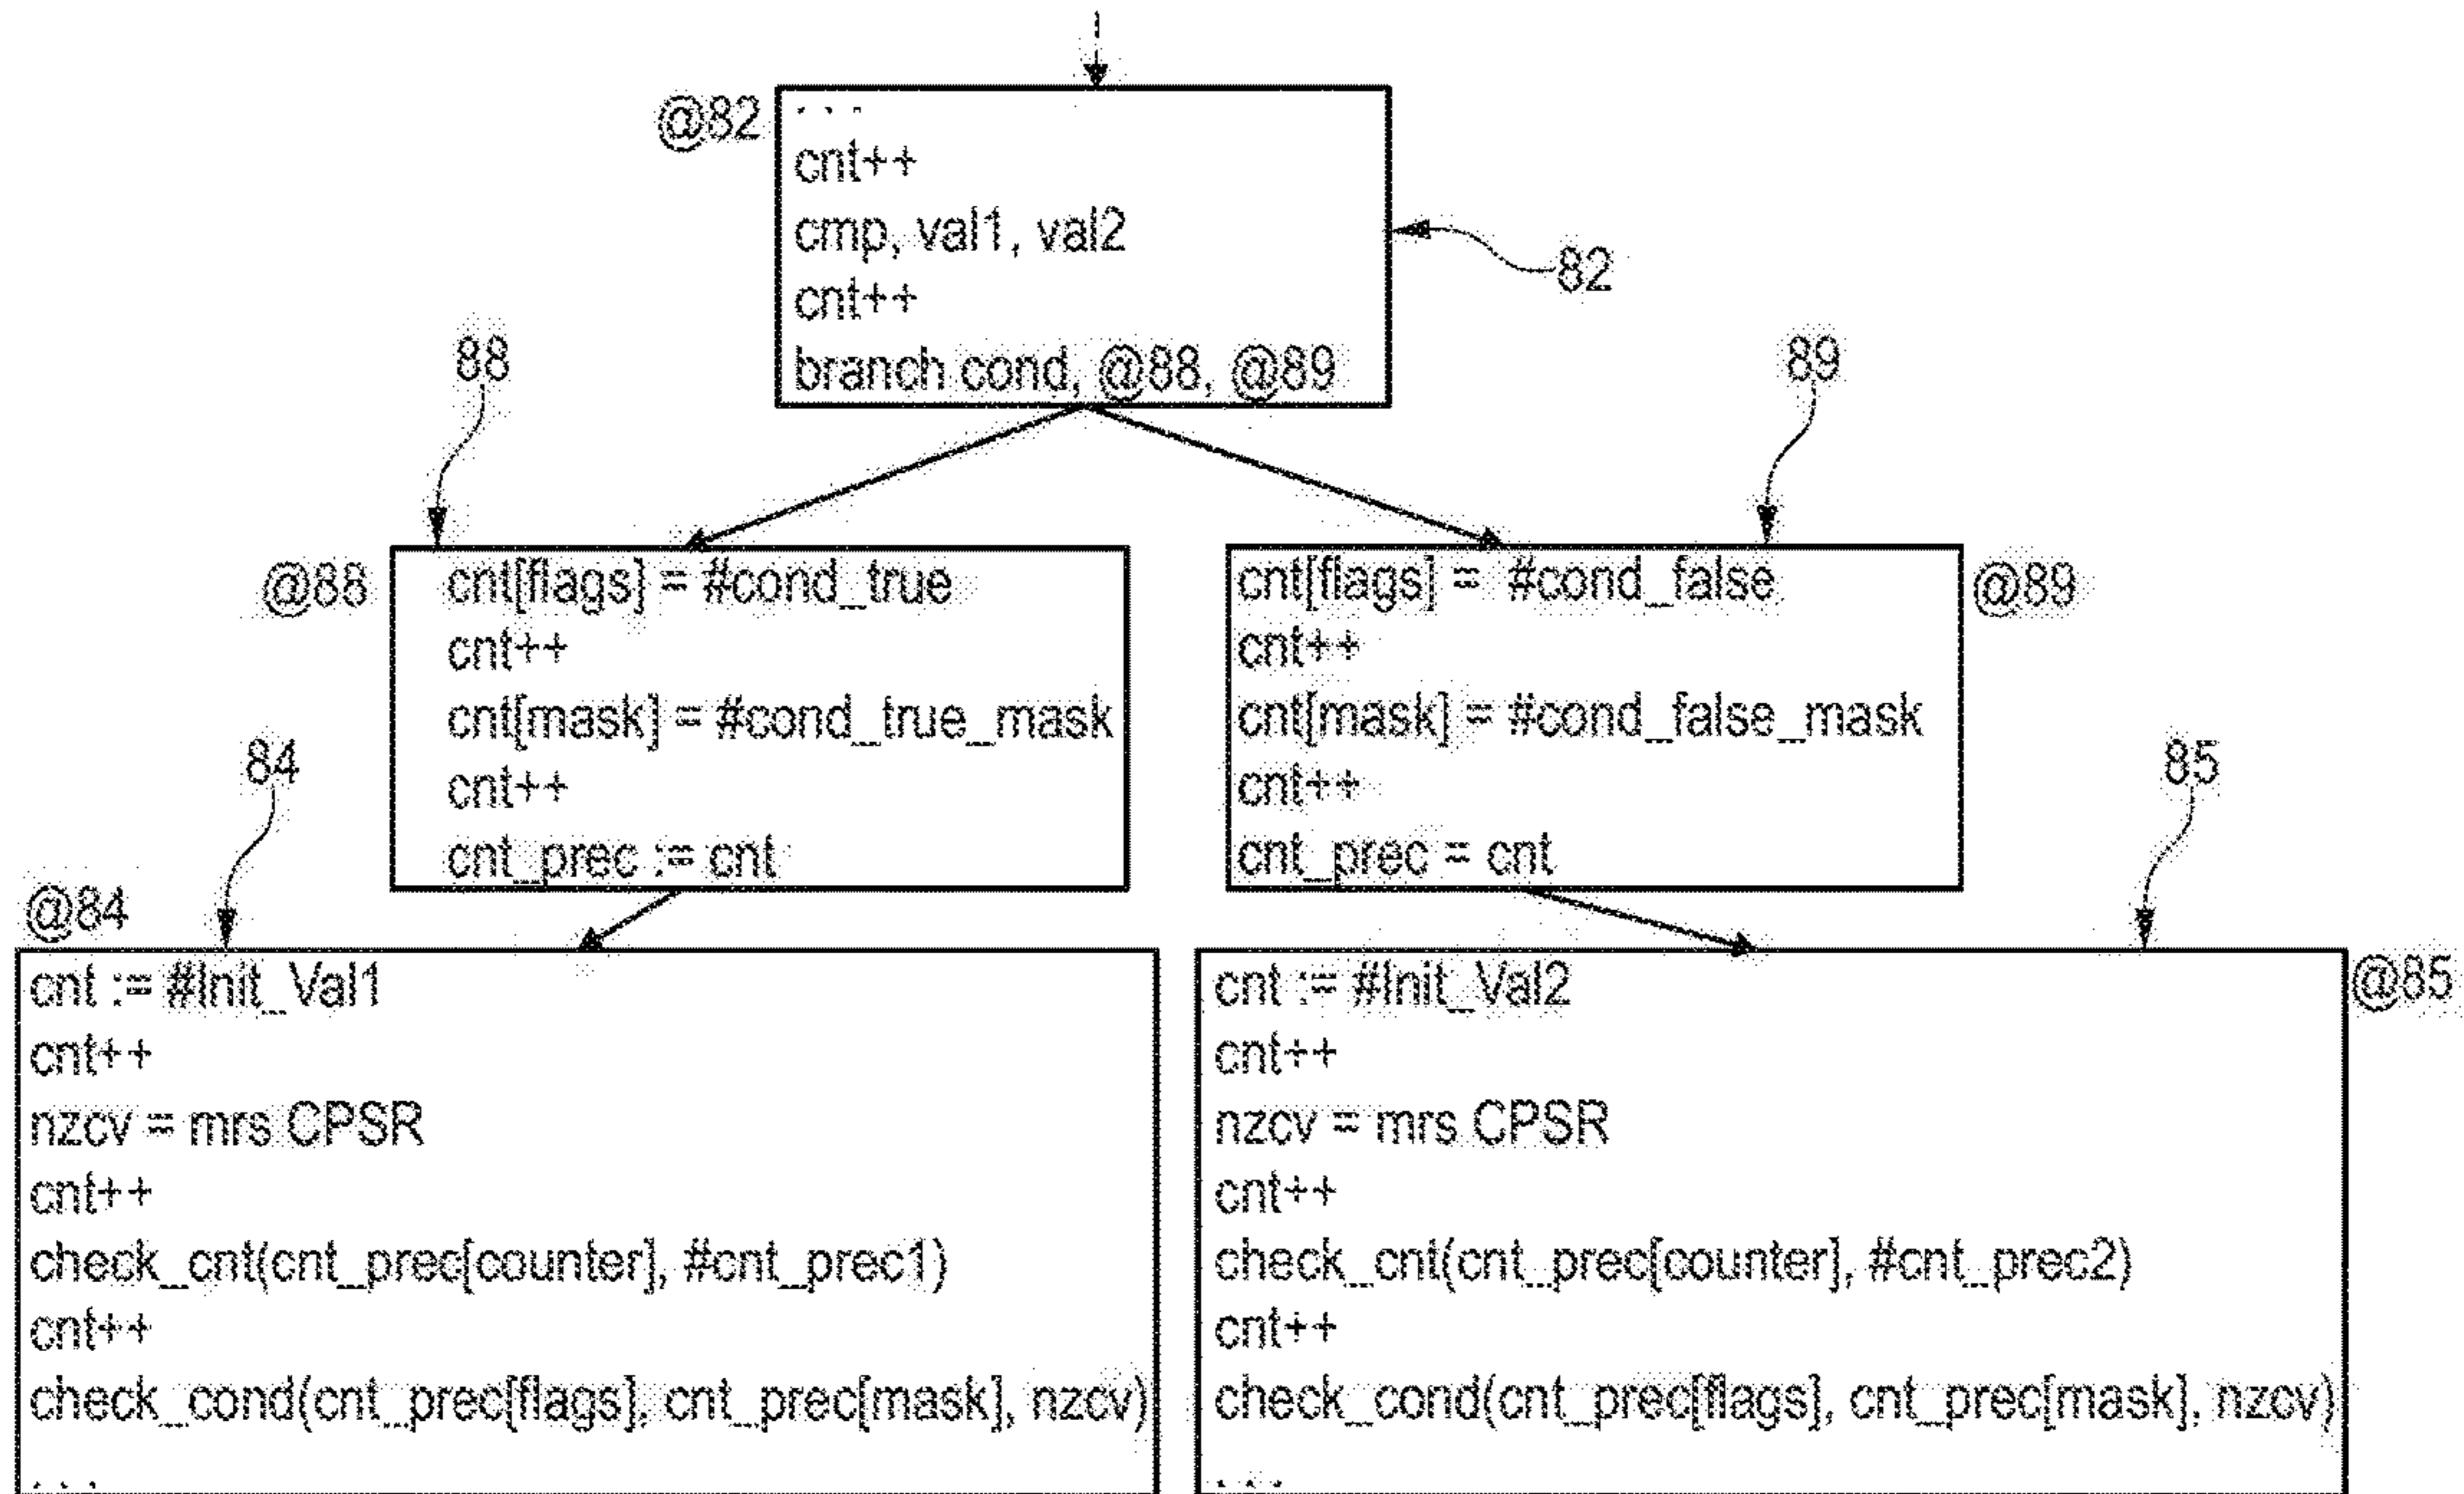 @82
. . .
cnt++
cmp, val1, val2
cnt++
branch cond, @88, @89
82
88
89
@88
cnt[flags] = #cond_true
cnt++
cnt[mask] = #cond_true_mask
cnt++
cnt_prec := cnt
cnt[flags] = #cond_false
cnt++
cnt[mask] = #cond_false_mask
cnt++
cnt_prec = cnt
@89
84
85
@84
cnt := #Init_Val1
cnt++
nzcv = mrs CPSR
cnt++
check_cnt(cnt_prec[counter], #cnt_prec1)
cnt++
check_cond(cnt_prec[flags], cnt_prec[mask], nzcv)
. . .
cnt := #Init_Val2
cnt++
nzcv = mrs CPSR
cnt++
check_cnt(cnt_prec[counter], #cnt_prec2)
cnt++
check_cond(cnt_prec[flags], cnt_prec[mask], nzcv)
. . .
@85